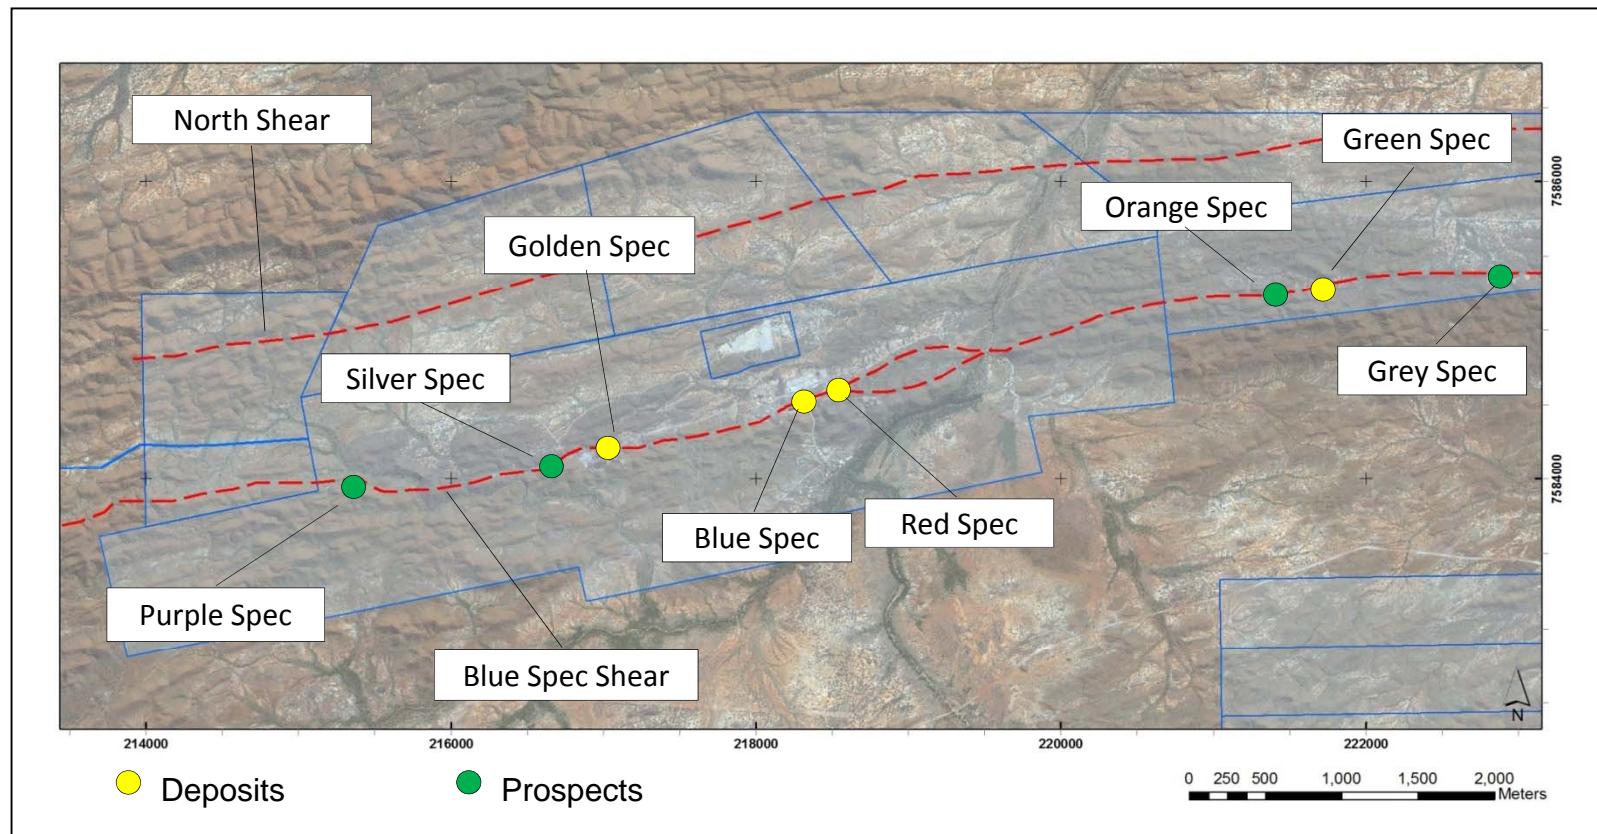 North Shear
Green Spec
Orange Spec
Golden Spec
7586000
Silver Spec
Grey Spec
7584000
Blue Spec
Red Spec
Purple Spec
Blue Spec Shear
N
214000
216000
218000
220000
222000
Deposits
Prospects
0 250 500 1,000 1,500 2,000
Meters